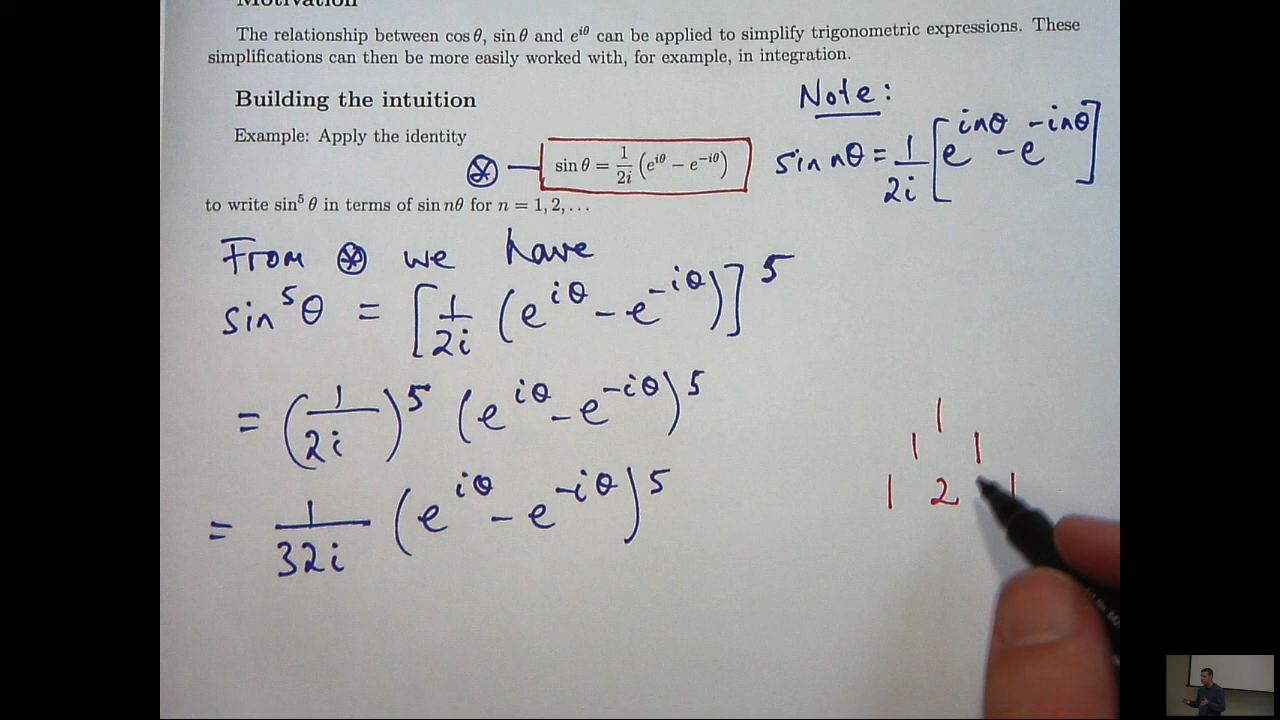 Motivation
The relationship between cos θ, sin θ and e^{iθ} can be applied to simplify trigonometric expressions. These
simplifications can then be more easily worked with, for example, in integration.
Building the intuition
Example: Apply the identity
⊛ — sin θ = 1/2i (e^{iθ} − e^{−iθ})
to write sin⁵ θ in terms of sin nθ for n = 1, 2, . . .
Note:
sin nθ = 1/2i [e^{inθ} − e^{−inθ}]
From ⊛ we have
sin⁵θ = [1/2i (e^{iθ} − e^{−iθ})]⁵
= (1/2i)⁵ (e^{iθ} − e^{−iθ})⁵
= 1/32i (e^{iθ} − e^{−iθ})⁵
1
1 1
1 2 1